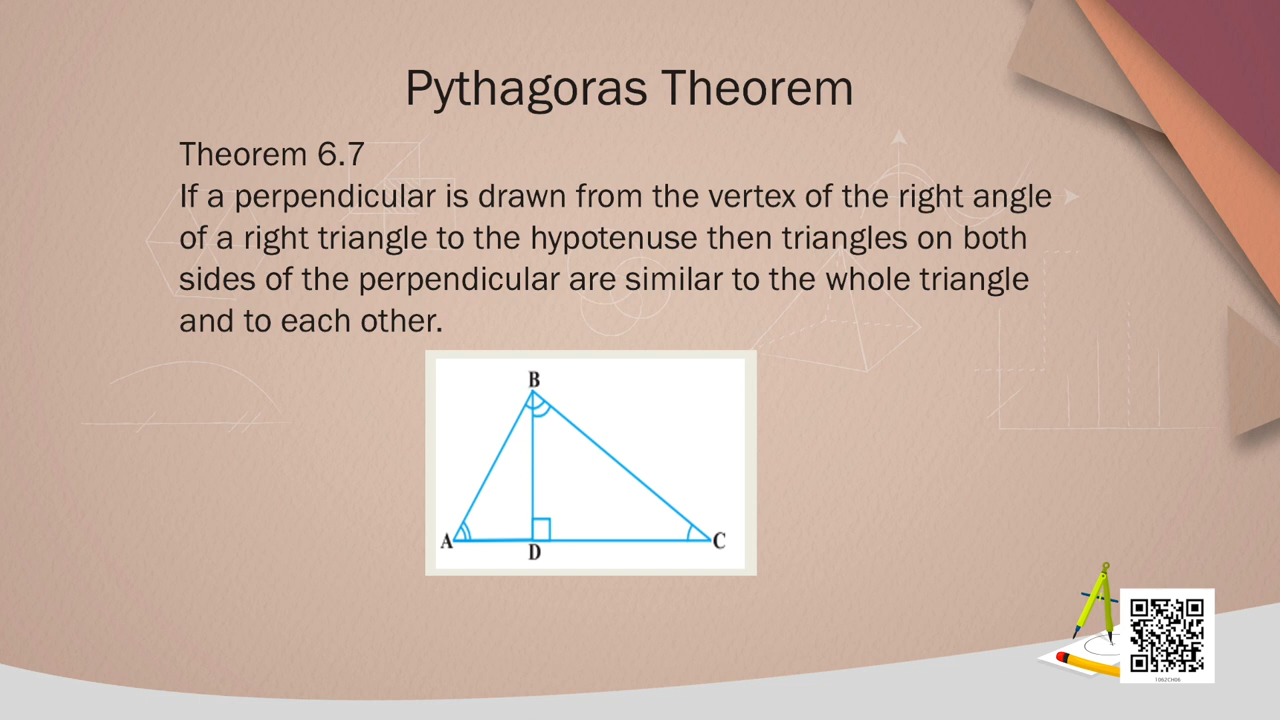 Pythagoras Theorem
Theorem 6.7
If a perpendicular is drawn from the vertex of the right angle
of a right triangle to the hypotenuse then triangles on both
sides of the perpendicular are similar to the whole triangle
and to each other.
B
A
D
C
1062CH06